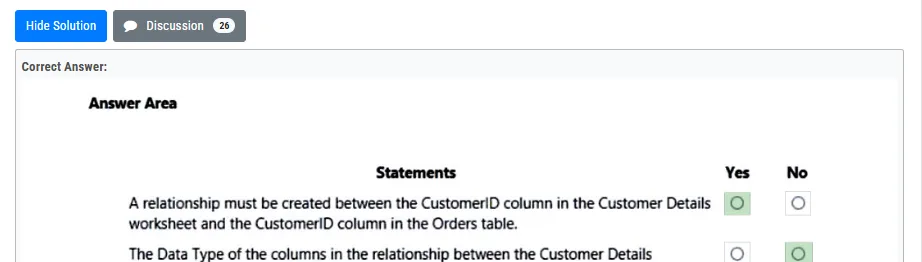 Hide Solution
Discussion 26
Correct Answer:
Answer Area
Statements Yes No
A relationship must be created between the CustomerID column in the Customer Details
worksheet and the CustomerID column in the Orders table.
The Data Type of the columns in the relationship between the Customer Details